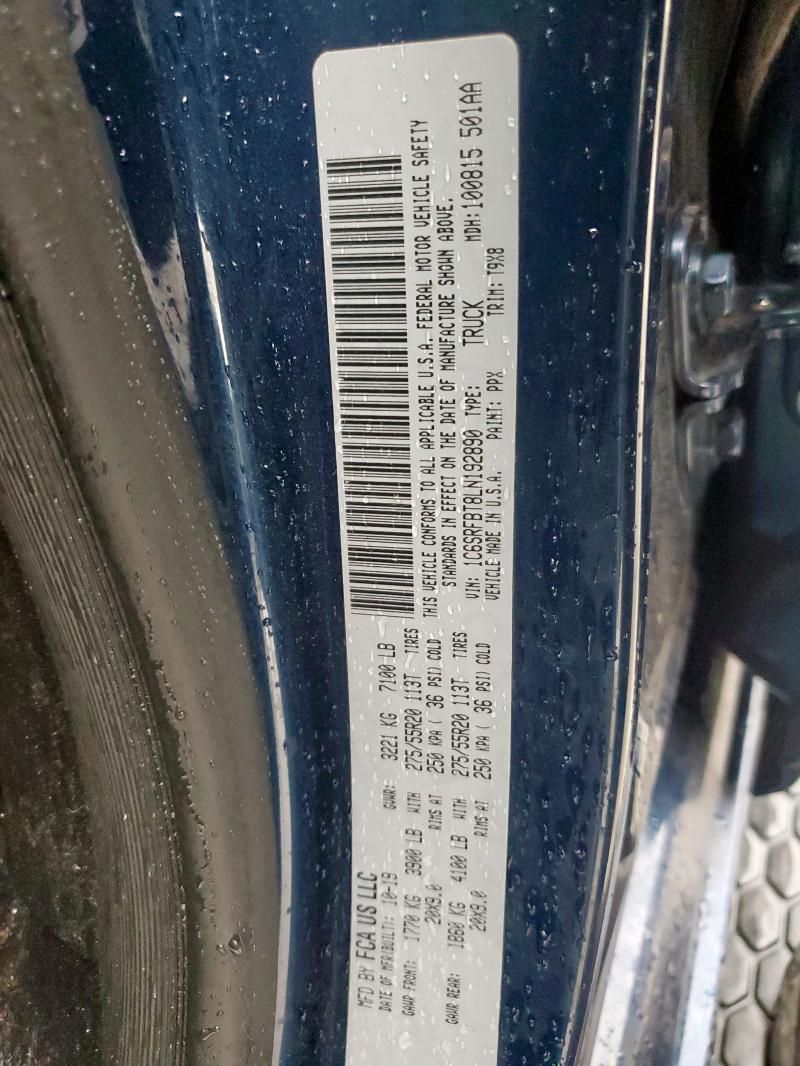 MFD BY FCA US LLC
DATE OF MFR(BUILT): 10-19 GVWR: 3221 KG 7100 LB
GAWR FRONT: 1770 KG 3900 LB WITH 275/55R20 113T TIRES
20X9.0 RIMS AT 250 KPA ( 36 PSI) COLD
GAWR REAR: 1860 KG 4100 LB WITH 275/55R20 113T TIRES
20X9.0 RIMS AT 250 KPA ( 36 PSI) COLD
THIS VEHICLE CONFORMS TO ALL APPLICABLE U.S.A. FEDERAL MOTOR VEHICLE SAFETY
STANDARDS IN EFFECT ON THE DATE OF MANUFACTURE SHOWN ABOVE.
VIN: 1C6SRFBT8LN192890 TYPE: TRUCK MDH:100815 501AA
VEHICLE MADE IN U.S.A. PAINT: PPX TRIM: T9X8